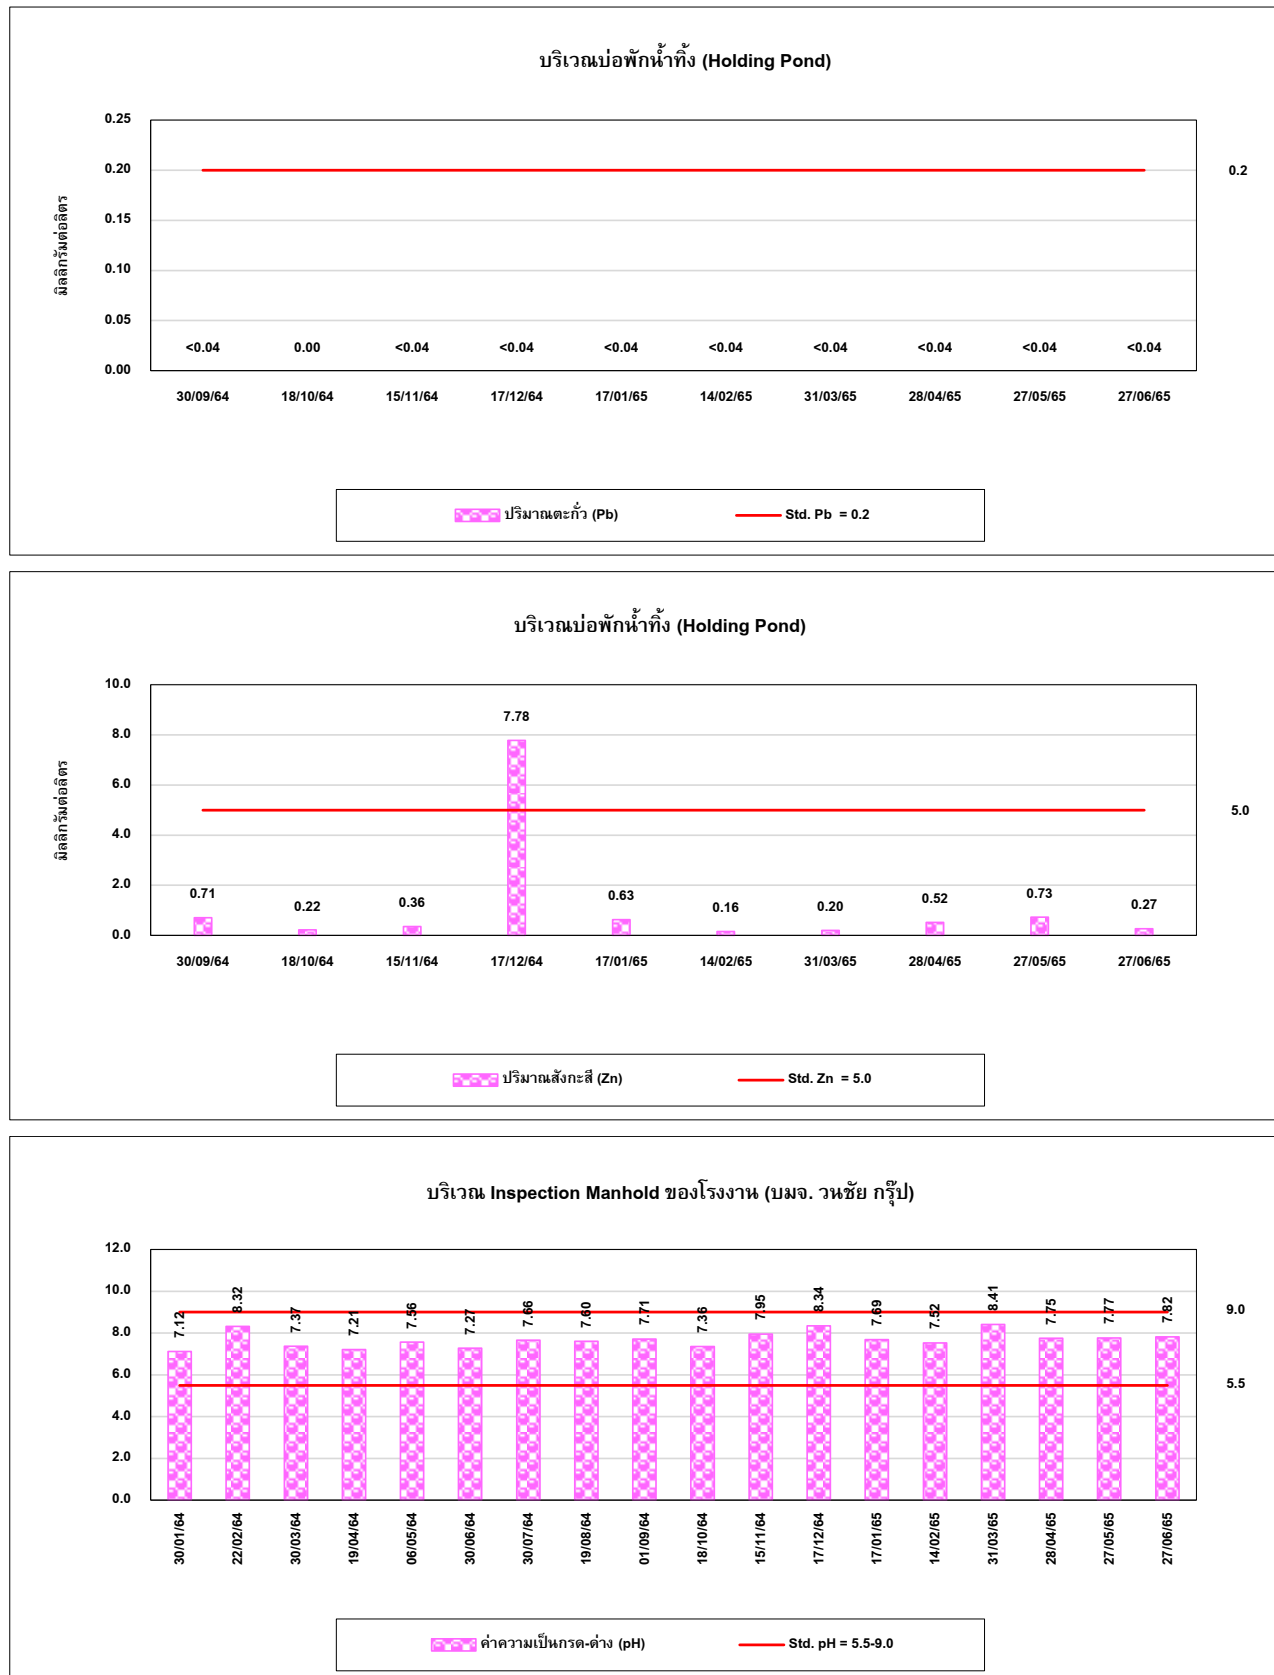 บริเวณบ่อพักน้ำทิ้ง (Holding Pond)
0.25
0.20
0.15
0.10
0.05
0.00
มิลลิกรัมต่อลิตร
0.2
<0.04 0.00 <0.04 <0.04 <0.04 <0.04 <0.04 <0.04 <0.04 <0.04
30/09/64 18/10/64 15/11/64 17/12/64 17/01/65 14/02/65 31/03/65 28/04/65 27/05/65 27/06/65
ปริมาณตะกั่ว (Pb) Std. Pb = 0.2
บริเวณบ่อพักน้ำทิ้ง (Holding Pond)
10.0
8.0
6.0
4.0
2.0
0.0
มิลลิกรัมต่อลิตร
5.0
0.71 0.22 0.36 7.78 0.63 0.16 0.20 0.52 0.73 0.27
30/09/64 18/10/64 15/11/64 17/12/64 17/01/65 14/02/65 31/03/65 28/04/65 27/05/65 27/06/65
ปริมาณสังกะสี (Zn) Std. Zn = 5.0
บริเวณ Inspection Manhold ของโรงงาน (บมจ. วนชัย กรุ๊ป)
12.0
10.0
8.0
6.0
4.0
2.0
0.0
9.0
5.5
7.12 8.32 7.37 7.21 7.56 7.27 7.66 7.60 7.71 7.36 7.95 8.34 7.69 7.52 8.41 7.75 7.77 7.82
30/01/64 22/02/64 30/03/64 19/04/64 06/05/64 30/06/64 30/07/64 19/08/64 01/09/64 18/10/64 15/11/64 17/12/64 17/01/65 14/02/65 31/03/65 28/04/65 27/05/65 27/06/65
ค่าความเป็นกรด-ด่าง (pH) Std. pH = 5.5-9.0